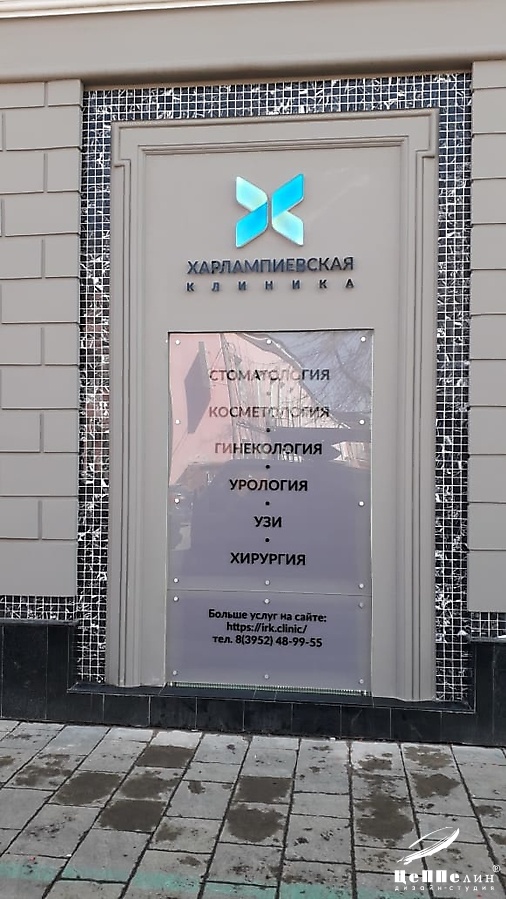 ХАРЛАМПИЕВСКАЯ
КЛИНИКА
СТОМАТОЛОГИЯ
•
КОСМЕТОЛОГИЯ
•
ГИНЕКОЛОГИЯ
•
УРОЛОГИЯ
•
УЗИ
•
ХИРУРГИЯ
Больше услуг на сайте:
https://irk.clinic/
тел. 8(3952) 48-99-55
ЦеППелин®
дизайн-студия